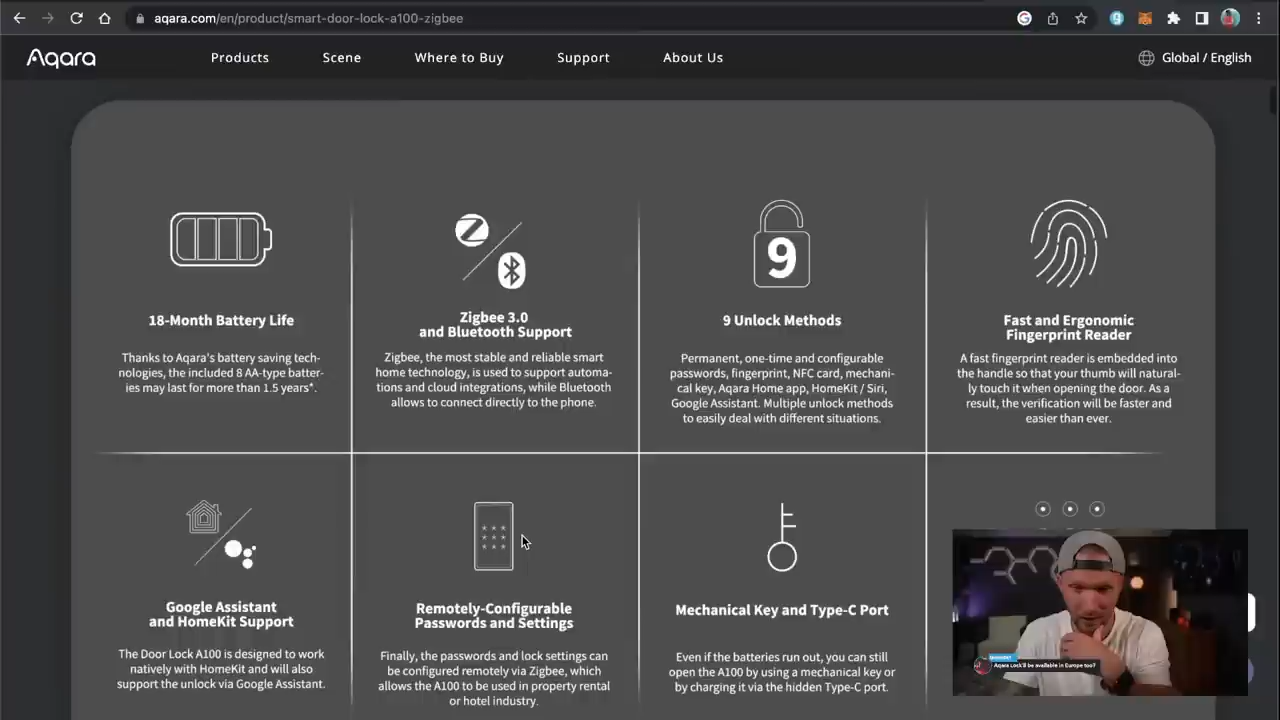 aqara.com/en/product/smart-door-lock-a100-zigbee
Aqara
Products
Scene
Where to Buy
Support
About Us
Global / English
18-Month Battery Life
Thanks to Aqara's battery saving tech-
nologies, the included 8 AA-type batter-
ies may last for more than 1.5 years*.
Zigbee 3.0
and Bluetooth Support
Zigbee, the most stable and reliable smart
home technology, is used to support automa-
tions and cloud integrations, while Bluetooth
allows to connect directly to the phone.
9
9 Unlock Methods
Permanent, one-time and configurable
passwords, fingerprint, NFC card, mechani-
cal key, Aqara Home app, HomeKit / Siri,
Google Assistant. Multiple unlock methods
to easily deal with different situations.
Fast and Ergonomic
Fingerprint Reader
A fast fingerprint reader is embedded into
the handle so that your thumb will natural-
ly touch it when opening the door. As a
result, the verification will be faster and
easier than ever.
Google Assistant
and HomeKit Support
The Door Lock A100 is designed to work
natively with HomeKit and will also
support the unlock via Google Assistant.
Remotely-Configurable
Passwords and Settings
Finally, the passwords and lock settings can
be configured remotely via Zigbee, which
allows the A100 to be used in property rental
or hotel industry.
Mechanical Key and Type-C Port
Even if the batteries run out, you can still
open the A100 by using a mechanical key or
by charging it via the hidden Type-C port.
Aqara Lock'll be available in Europe too?